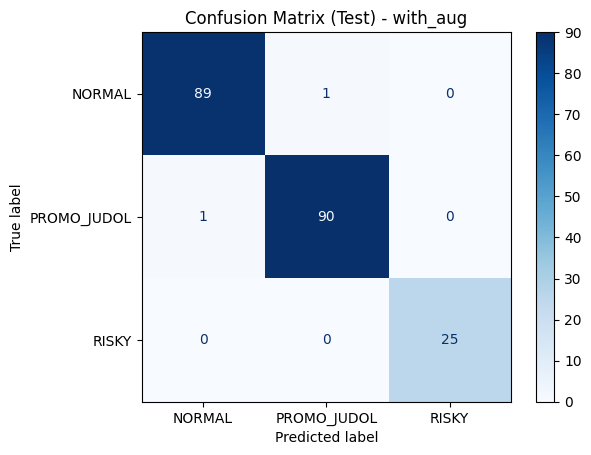 Confusion Matrix (Test) - with_aug
True label
NORMAL 89 1 0
PROMO_JUDOL 1 90 0
RISKY 0 0 25
NORMAL PROMO_JUDOL RISKY
Predicted label
90
80
70
60
50
40
30
20
10
0